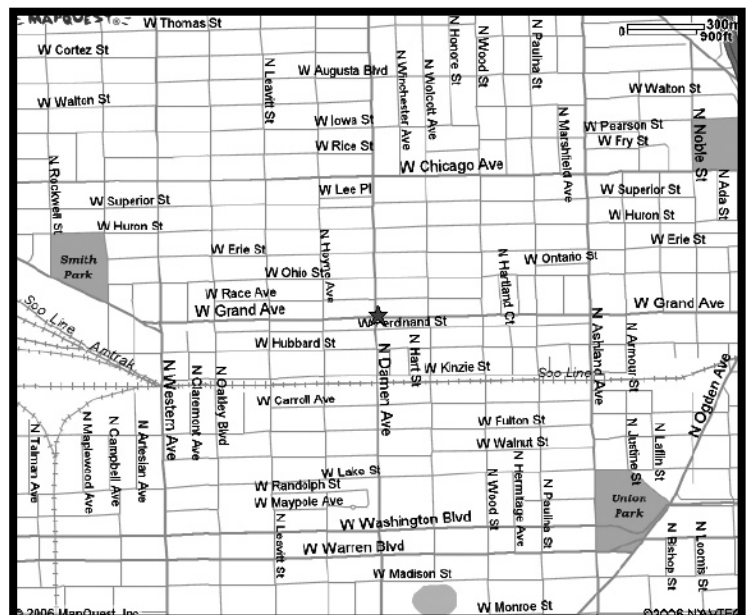 MAPQUEST
W Thomas St
300m
900ft
0
W Cortez St
N Leavitt St
W Augusta Blvd
N Winchester Ave
N Wolcott Ave
N Honore St
N Wood St
N Paulina St
W Walton St
W Walton St
W Iowa St
W Rice St
N Marshfield Ave
W Pearson St
W Fry St
N Noble St
N Rockwell St
W Chicago Ave
W Lee Pl
W Superior St
W Superior St
N Ada St
W Huron St
W Huron St
W Erie St
W Erie St
Smith
Park
N Hoyne Ave
W Ohio St
N Hartland Ct
W Ontario St
W Race Ave
W Grand Ave
W Grand Ave
W Ferdnand St
Soo Line
Amtrak
W Hubbard St
N Damen Ave
N Hart St
W Kinzie St
Soo Line
N Ashland Ave
N Armour St
N Ogden Ave
N Western Ave
N Claremont Ave
N Oakley Blvd
W Carroll Ave
N Talman Ave
N Maplewood Ave
N Campbell Ave
N Artesian Ave
W Fulton St
W Walnut St
N Justine St
N Laflin St
W Lake St
W Randolph St
W Maypole Ave
N Wood St
N Hermitage Ave
N Paulina St
Union
Park
N Leavitt St
W Washington Blvd
W Warren Blvd
N Bishop St
N Loomis St
W Madison St
W Monroe St
© 2006 MapQuest, Inc.
©2006 NAVTEQ